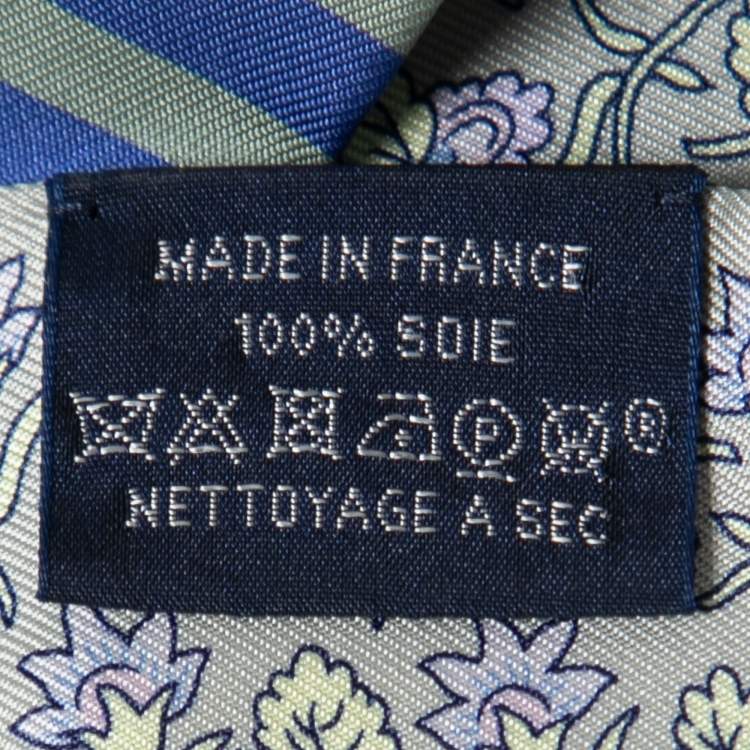 MADE IN FRANCE
100% SOIE
P W ®
NETTOYAGE A SEC